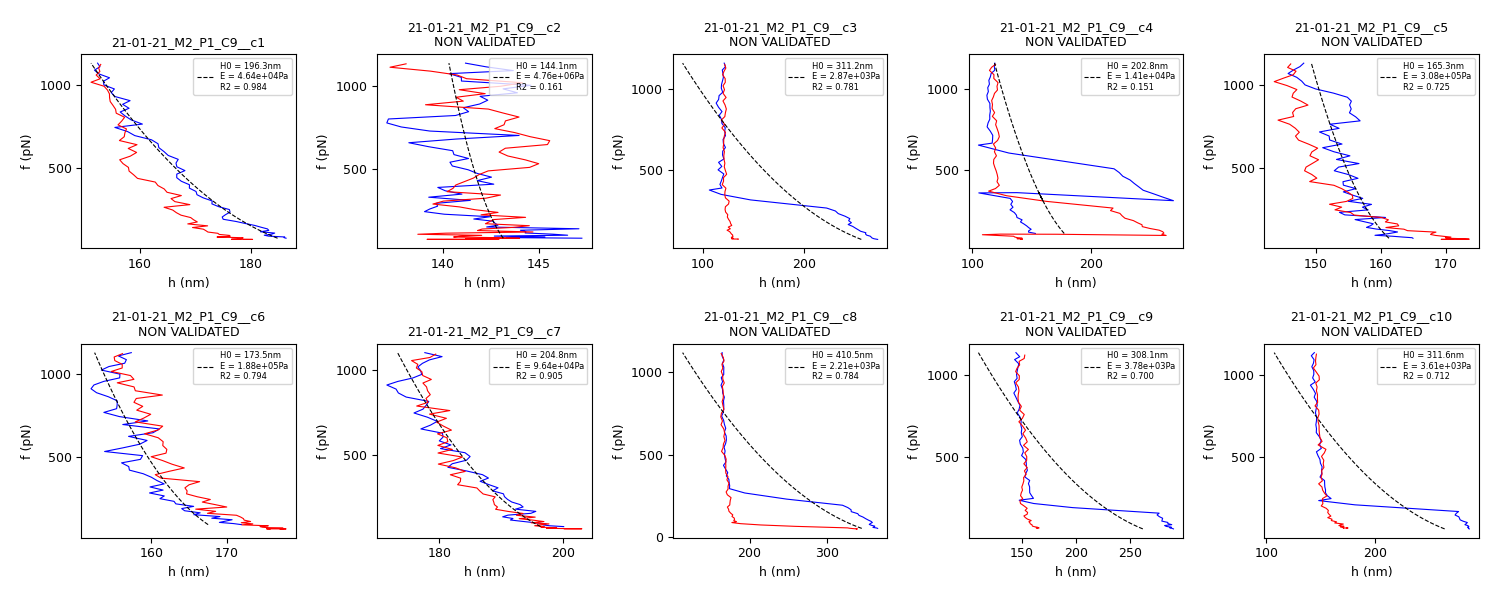 21-01-21_M2_P1_C9__c1
H0 = 196.3nm
E = 4.64e+04Pa
R2 = 0.984
1000
500
f (pN)
160
180
h (nm)
21-01-21_M2_P1_C9__c2
NON VALIDATED
H0 = 144.1nm
E = 4.76e+06Pa
R2 = 0.161
1000
500
f (pN)
140
145
h (nm)
21-01-21_M2_P1_C9__c3
NON VALIDATED
H0 = 311.2nm
E = 2.87e+03Pa
R2 = 0.781
1000
500
f (pN)
100
200
h (nm)
21-01-21_M2_P1_C9__c4
NON VALIDATED
H0 = 202.8nm
E = 1.41e+04Pa
R2 = 0.151
1000
500
f (pN)
100
200
h (nm)
21-01-21_M2_P1_C9__c5
NON VALIDATED
H0 = 165.3nm
E = 3.08e+05Pa
R2 = 0.725
1000
500
f (pN)
150
160
170
h (nm)
21-01-21_M2_P1_C9__c6
NON VALIDATED
H0 = 173.5nm
E = 1.88e+05Pa
R2 = 0.794
1000
500
f (pN)
160
170
h (nm)
21-01-21_M2_P1_C9__c7
H0 = 204.8nm
E = 9.64e+04Pa
R2 = 0.905
1000
500
f (pN)
180
200
h (nm)
21-01-21_M2_P1_C9__c8
NON VALIDATED
H0 = 410.5nm
E = 2.21e+03Pa
R2 = 0.784
1000
500
0
f (pN)
200
300
h (nm)
21-01-21_M2_P1_C9__c9
NON VALIDATED
H0 = 308.1nm
E = 3.78e+03Pa
R2 = 0.700
1000
500
f (pN)
150
200
250
h (nm)
21-01-21_M2_P1_C9__c10
NON VALIDATED
H0 = 311.6nm
E = 3.61e+03Pa
R2 = 0.712
1000
500
f (pN)
100
200
h (nm)